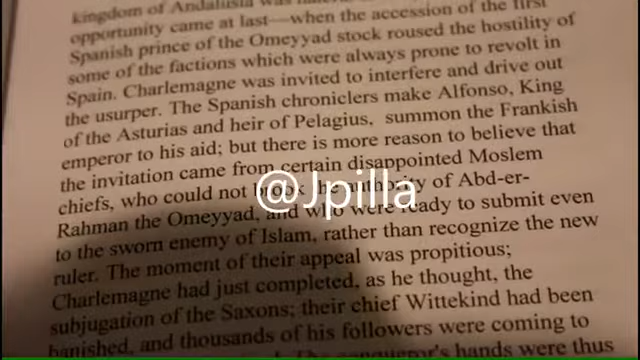 kingdom of Andalusia was
opportunity came at last—when the accession of the first
Spanish prince of the Omeyyad stock roused the hostility of
some of the factions which were always prone to revolt in
Spain. Charlemagne was invited to interfere and drive out
the usurper. The Spanish chroniclers make Alfonso, King
of the Asturias and heir of Pelagius, summon the Frankish
emperor to his aid; but there is more reason to believe that
the invitation came from certain disappointed Moslem
chiefs, who could not brook the authority of Abd-er-
@Jpilla
Rahman the Omeyyad, and who were ready to submit even
to the sworn enemy of Islam, rather than recognize the new
ruler. The moment of their appeal was propitious;
Charlemagne had just completed, as he thought, the
subjugation of the Saxons; their chief Wittekind had been
banished, and thousands of his followers were coming to
The conqueror's hands were thus